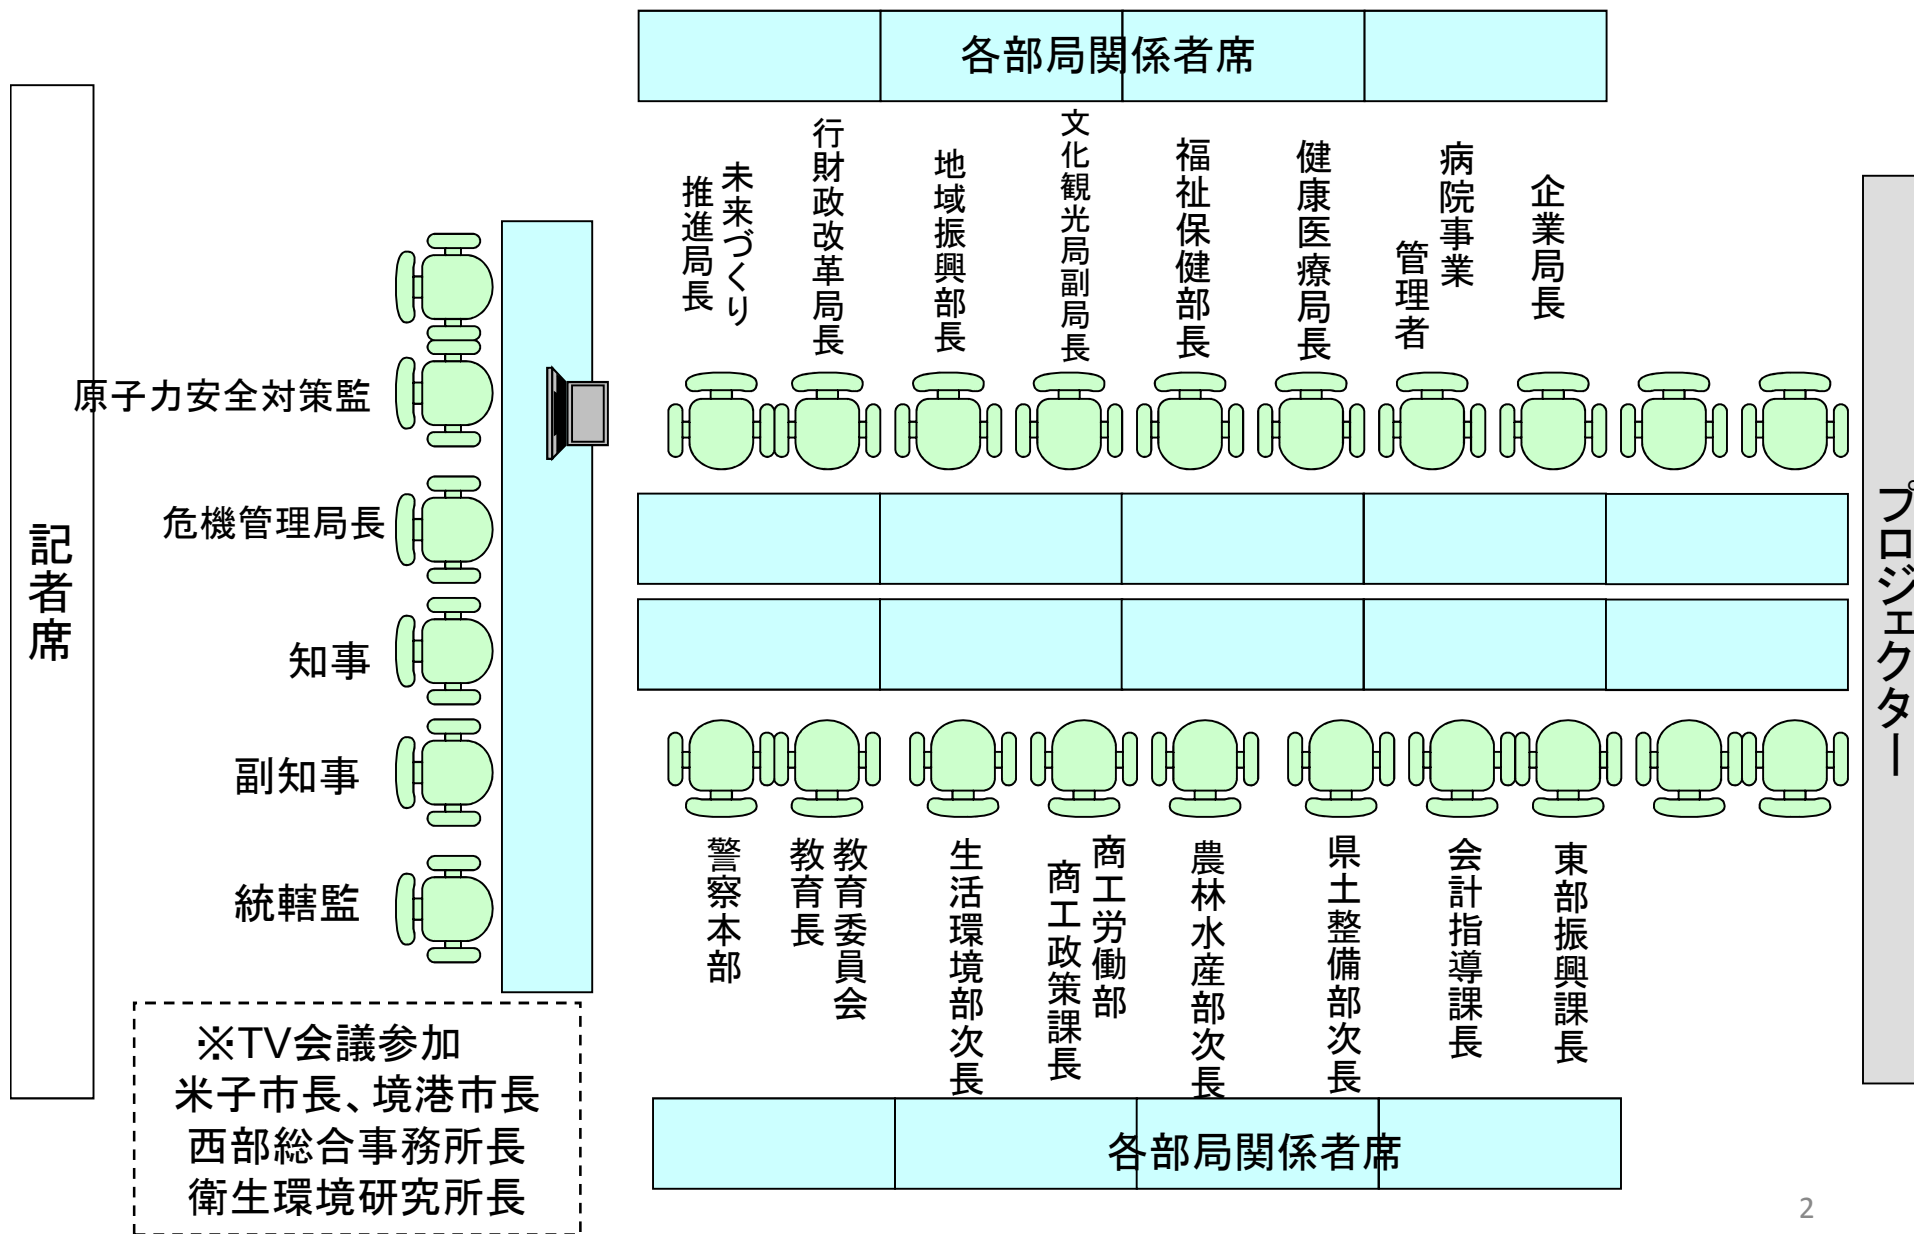 各部局関係者席
未来づくり
推進局長
行財政改革局長
地域振興部長
文化観光局副局長
福祉保健部長
健康医療局長
病院事業
管理者
企業局長
記者席
原子力安全対策監
危機管理局長
知事
副知事
統轄監
プロジェクター
警察本部
教育委員会
教育長
生活環境部次長
商工労働部
商工政策課長
農林水産部次長
県土整備部次長
会計指導課長
東部振興課長
※TV会議参加
米子市長、境港市長
西部総合事務所長
衛生環境研究所長
各部局関係者席
2